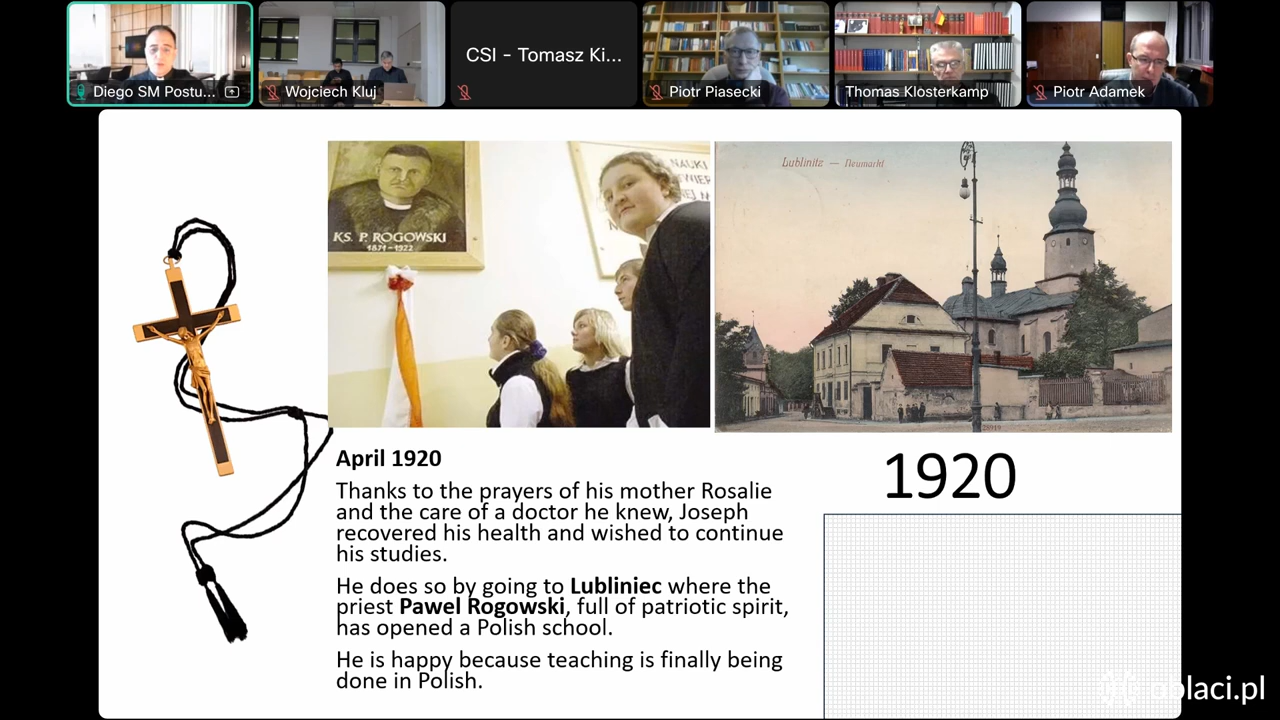 Diego SM Postu...
Wojciech Kluj
CSI - Tomasz Ki...
Piotr Piasecki
Thomas Klosterkamp
Piotr Adamek
KS. P. ROGOWSKI
1871-1922
NAUKI
Lublinitz — Neumarkt
April 1920
Thanks to the prayers of his mother Rosalie
and the care of a doctor he knew, Joseph
recovered his health and wished to continue
his studies.
He does so by going to Lubliniec where the
priest Pawel Rogowski, full of patriotic spirit,
has opened a Polish school.
He is happy because teaching is finally being
done in Polish.
1920
oblaci.pl